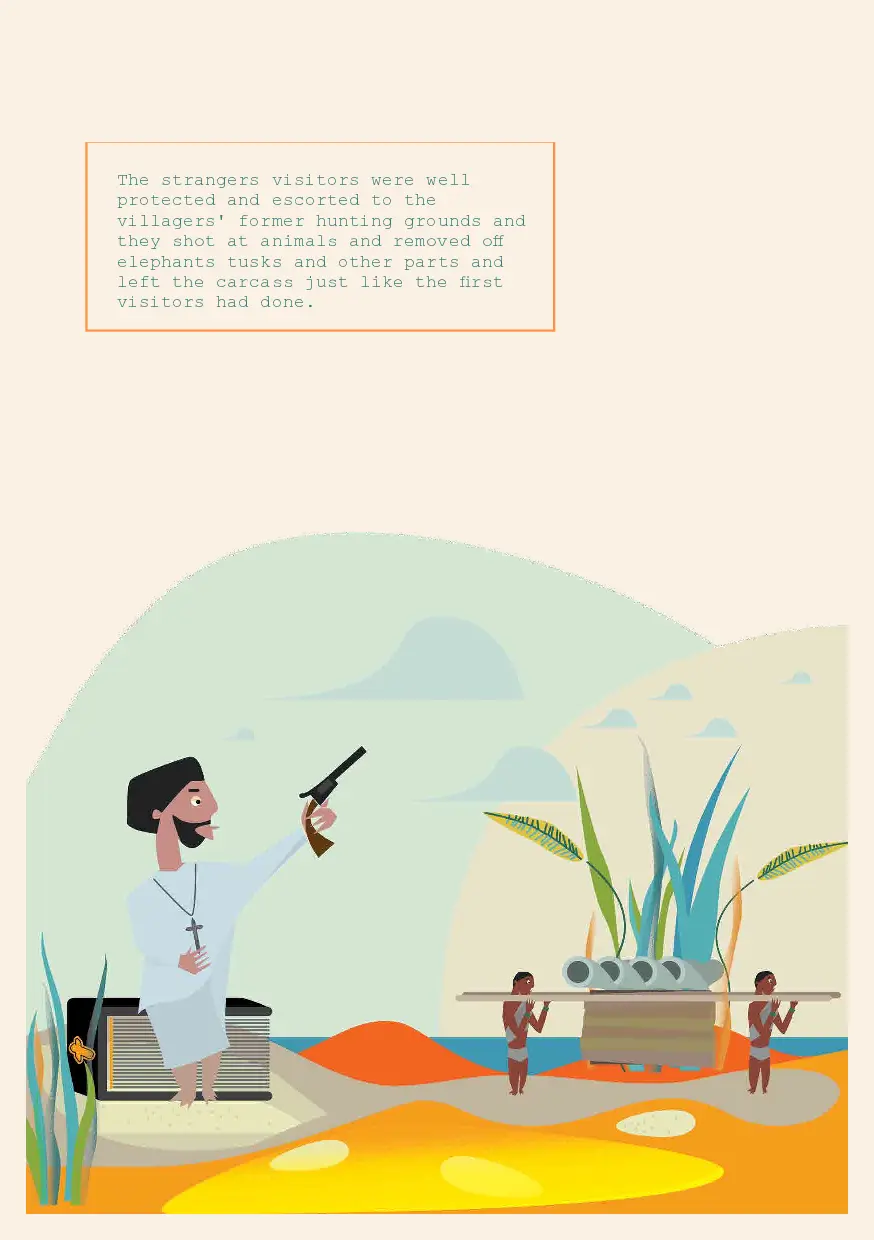 The strangers visitors were well
protected and escorted to the
villagers' former hunting grounds and
they shot at animals and removed off
elephants tusks and other parts and
left the carcass just like the first
visitors had done.